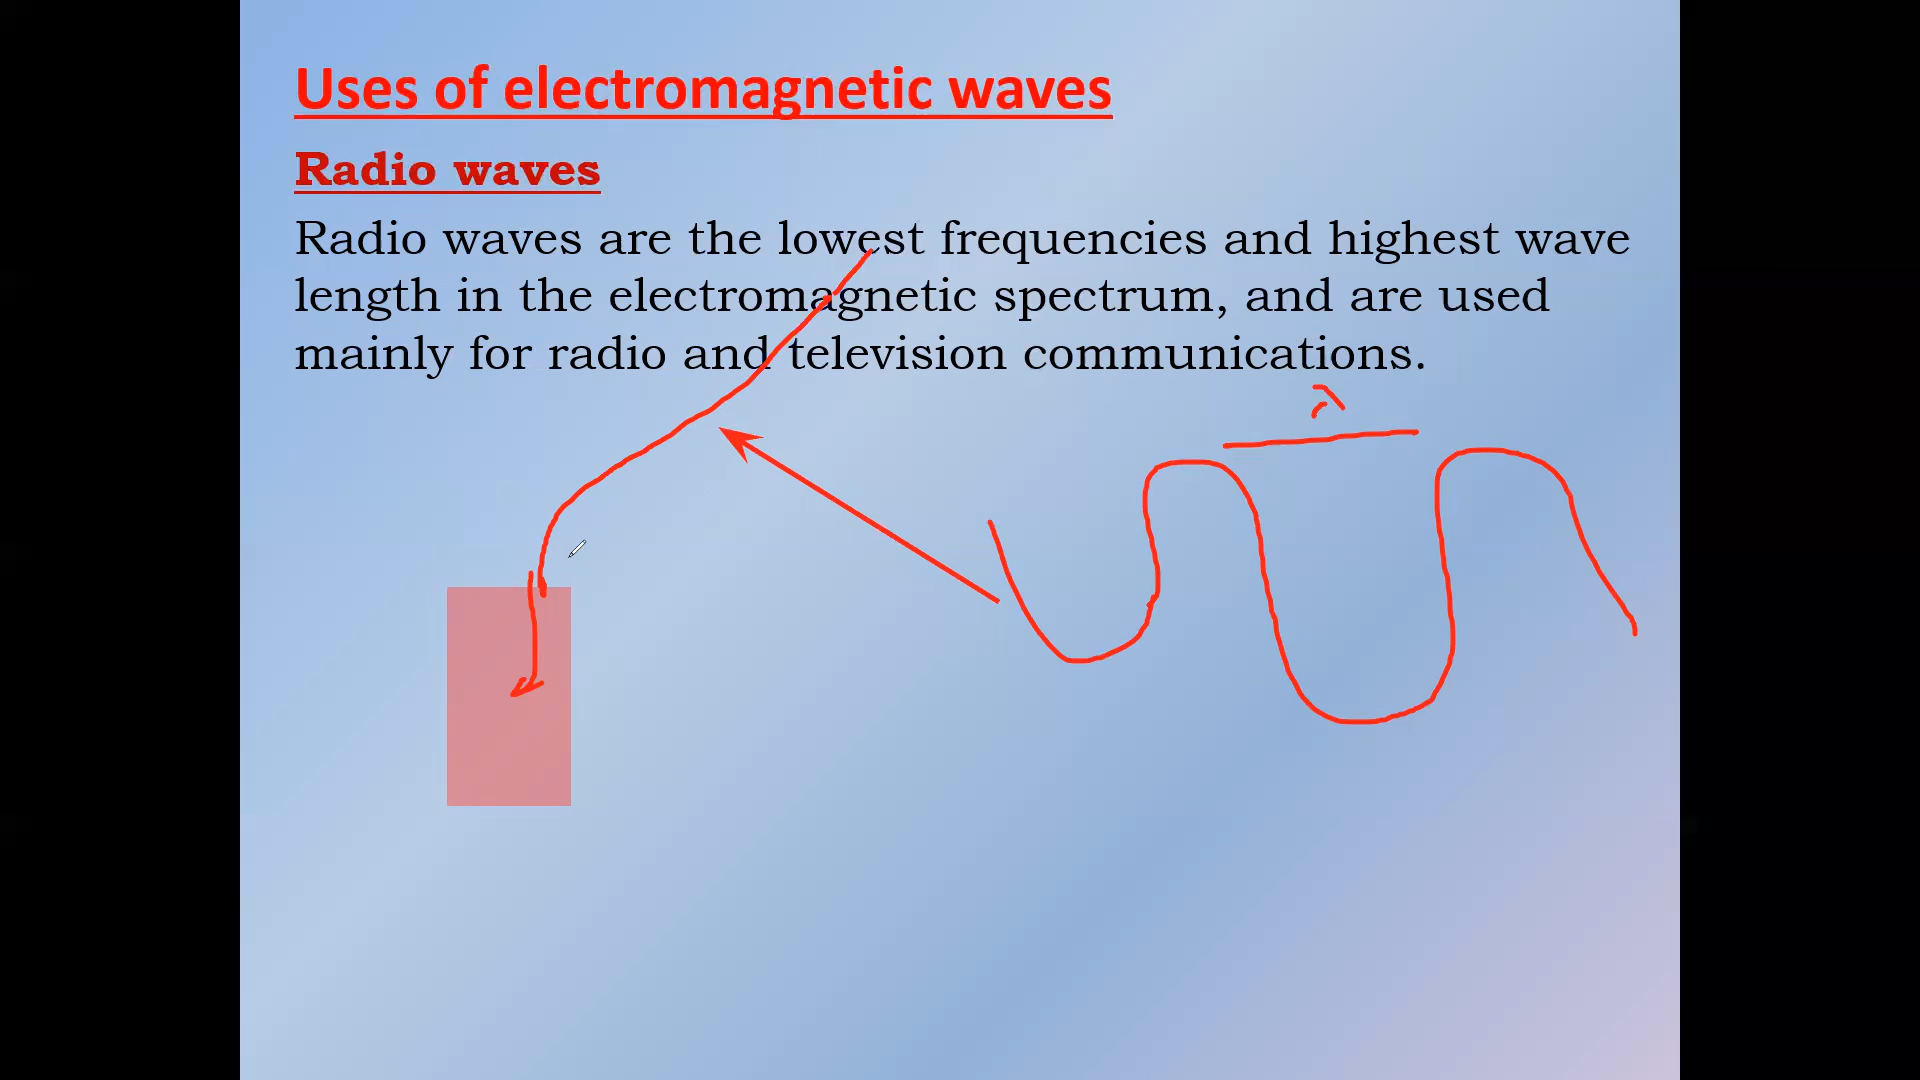 Uses of electromagnetic waves
Radio waves
Radio waves are the lowest frequencies and highest wave
length in the electromagnetic spectrum, and are used
mainly for radio and television communications.
λ